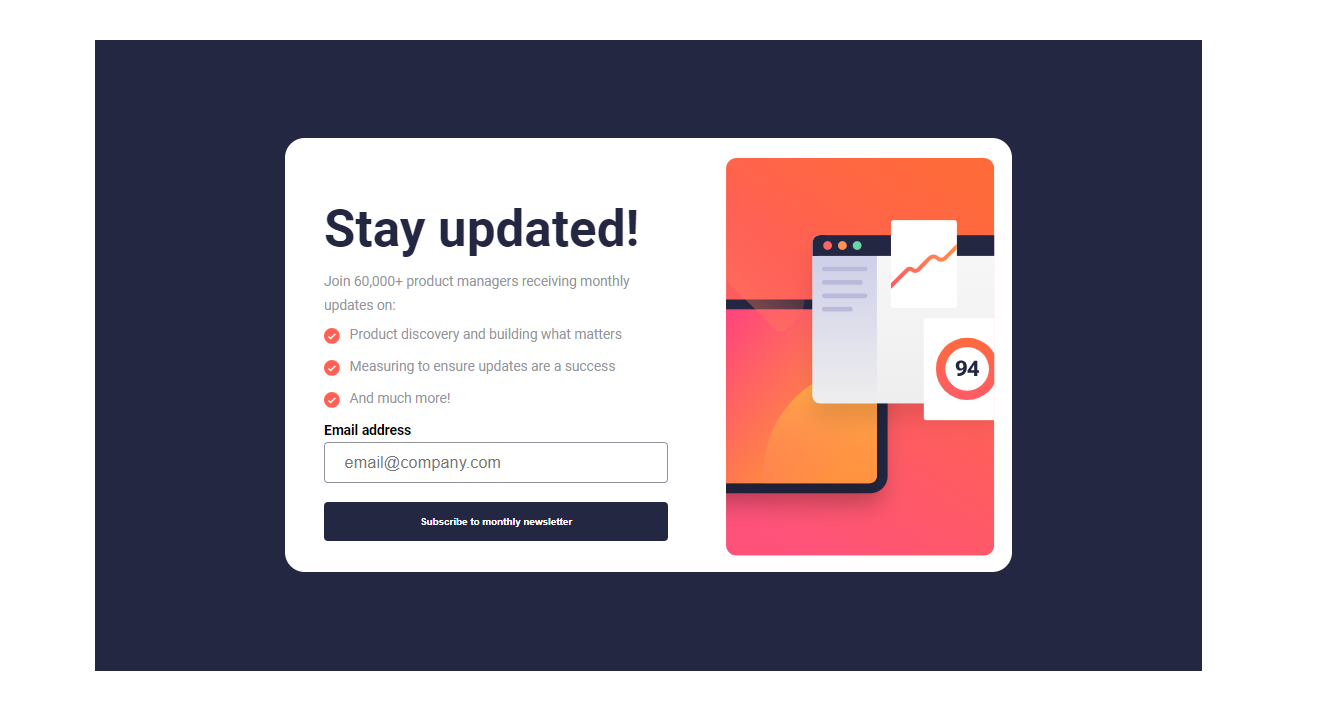 Stay updated!
Join 60,000+ product managers receiving monthly
updates on:
Product discovery and building what matters
Measuring to ensure updates are a success
And much more!
Email address
email@company.com
Subscribe to monthly newsletter
94